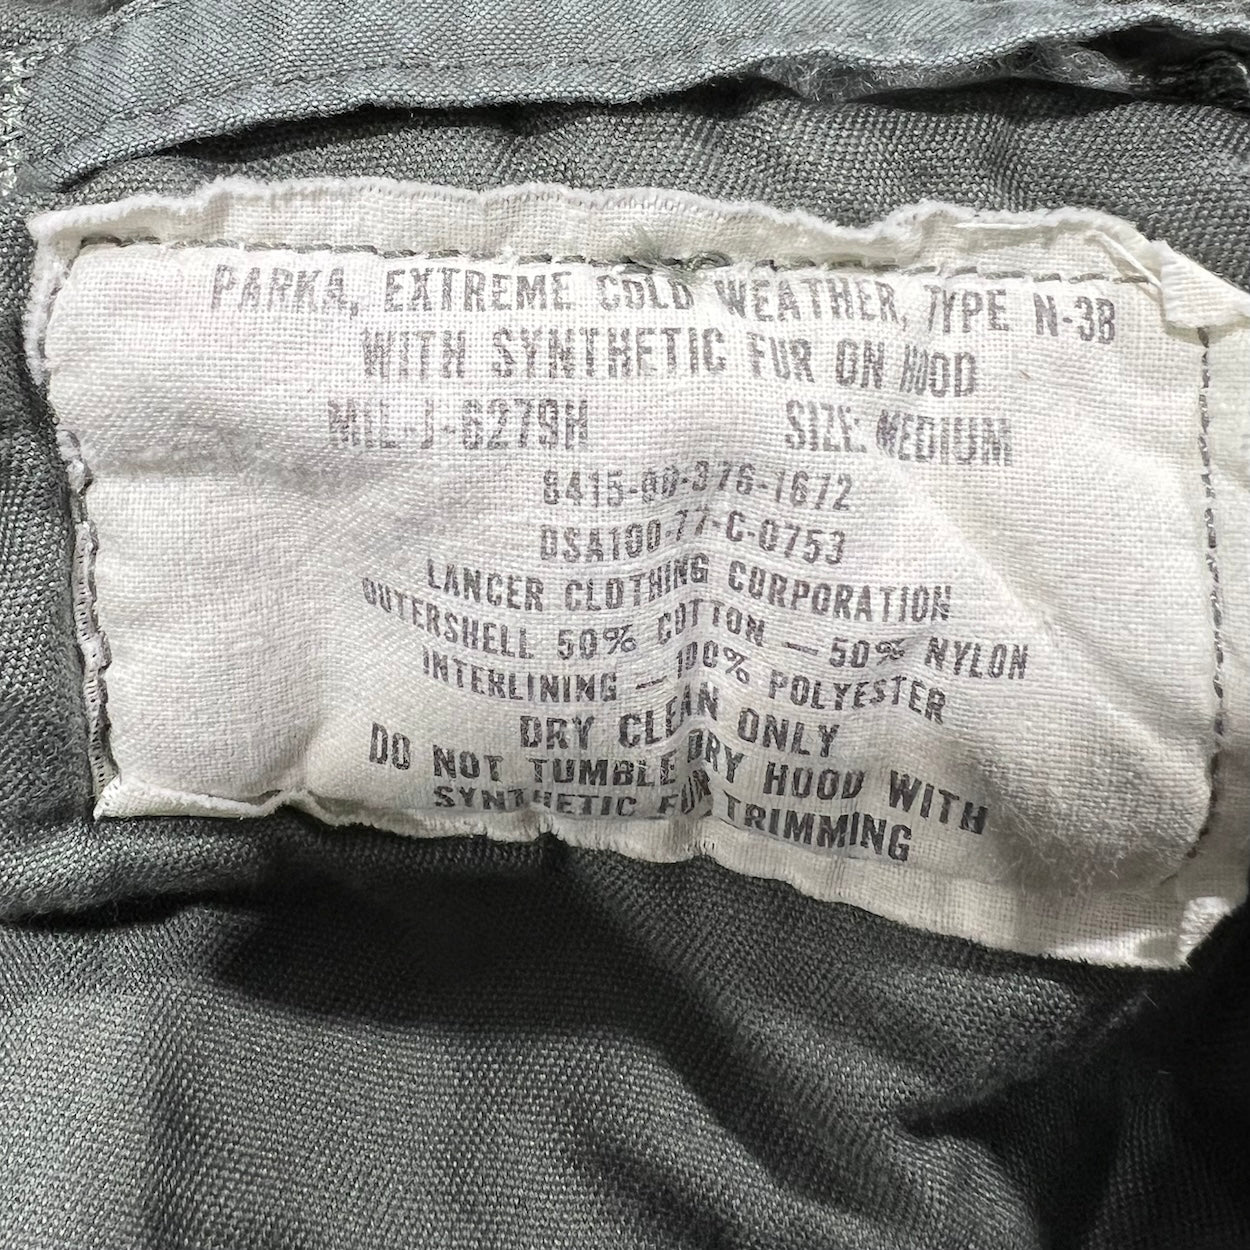 PARKA, EXTREME COLD WEATHER, TYPE N-3B
WITH SYNTHETIC FUR ON HOOD
MIL-J-6279H SIZE: MEDIUM
8415-00-376-1672
DSA100-77-C-0753
LANCER CLOTHING CORPORATION
OUTERSHELL 50% COTTON — 50% NYLON
INTERLINING — 100% POLYESTER
DRY CLEAN ONLY
DO NOT TUMBLE DRY HOOD WITH
SYNTHETIC FUR TRIMMING